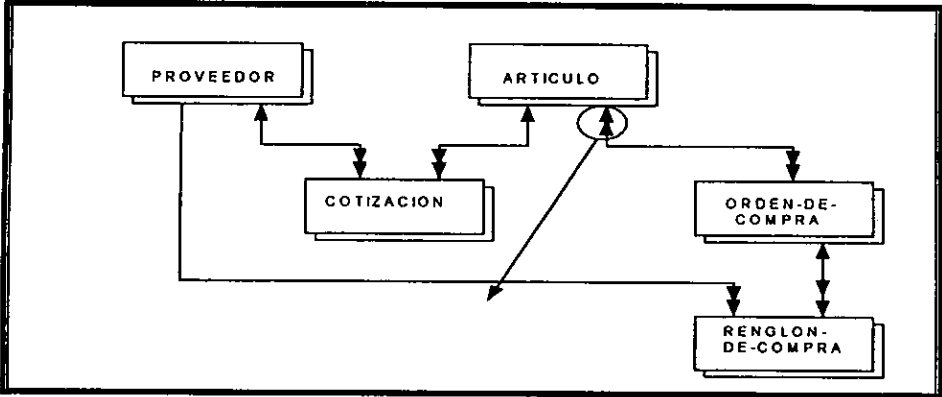 PROVEEDOR
ARTICULO
COTIZACION
ORDEN-DE-
COMPRA
RENGLON-
DE-COMPRA